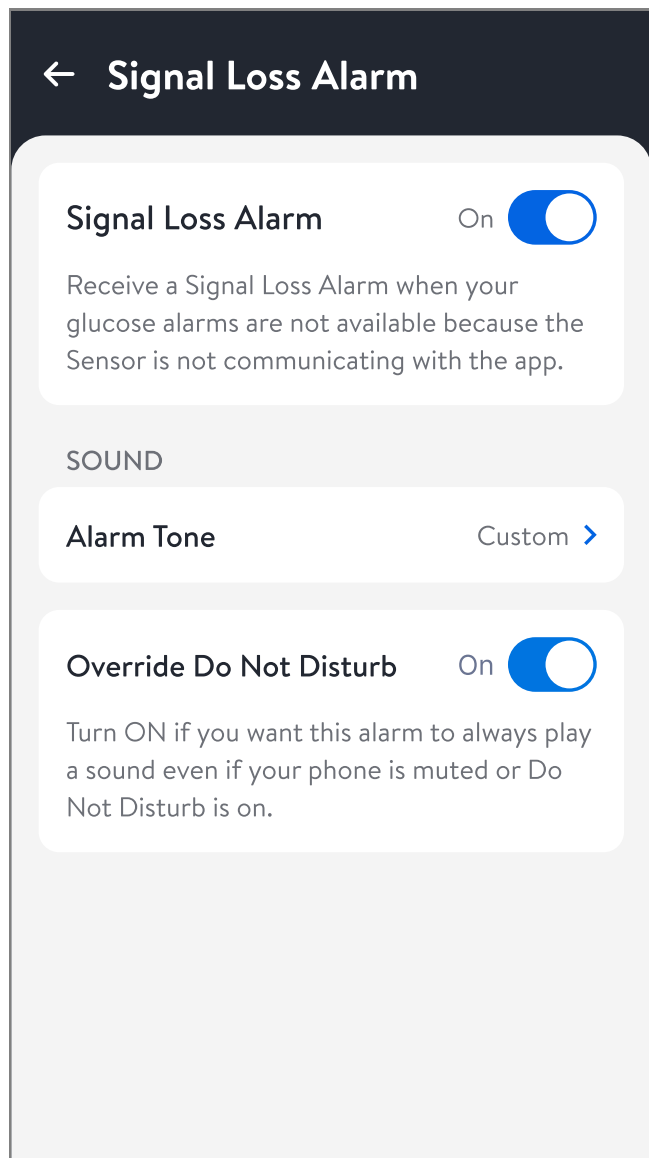 Signal Loss Alarm
Signal Loss Alarm On
Receive a Signal Loss Alarm when your
glucose alarms are not available because the
Sensor is not communicating with the app.
SOUND
Alarm Tone Custom
Override Do Not Disturb On
Turn ON if you want this alarm to always play
a sound even if your phone is muted or Do
Not Disturb is on.